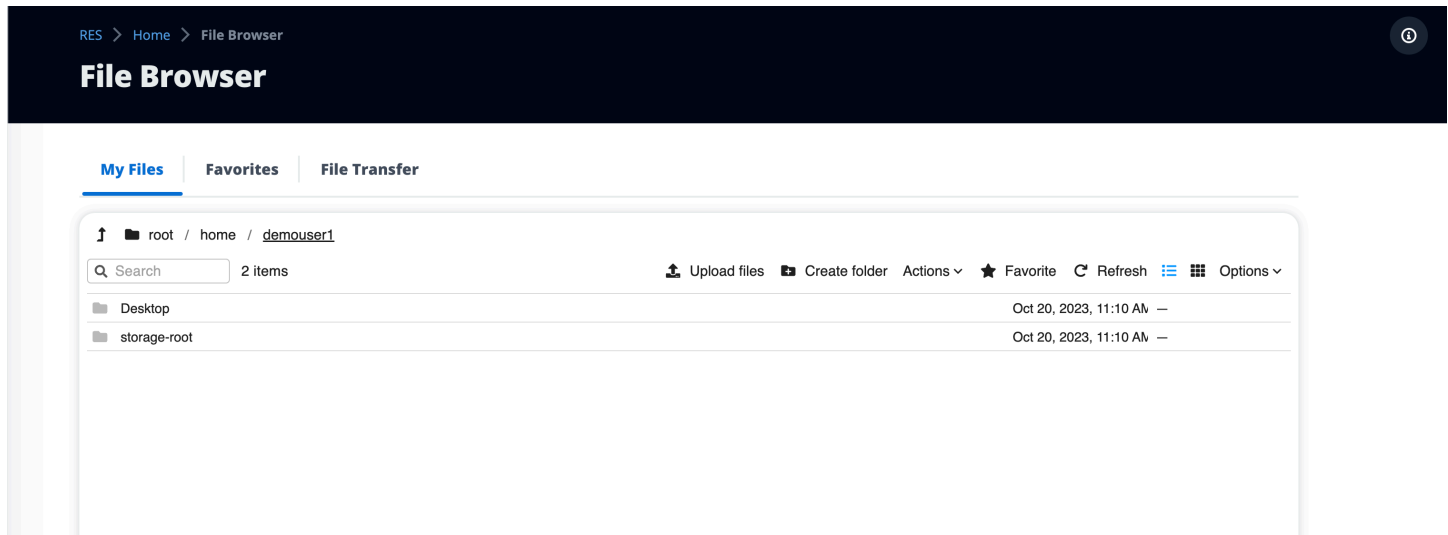 RES > Home > File Browser
File Browser
My Files Favorites File Transfer
root / home / demouser1
Search 2 items Upload files Create folder Actions Favorite Refresh Options
Desktop Oct 20, 2023, 11:10 AM —
storage-root Oct 20, 2023, 11:10 AM —